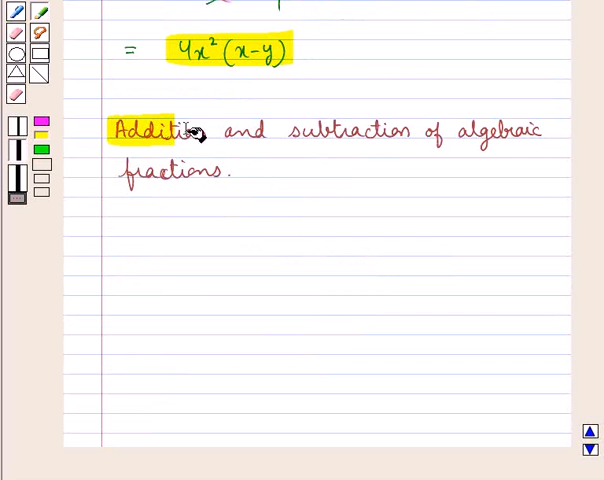 = 4x² (x-y)
Addition and subtraction of algebraic
fractions.